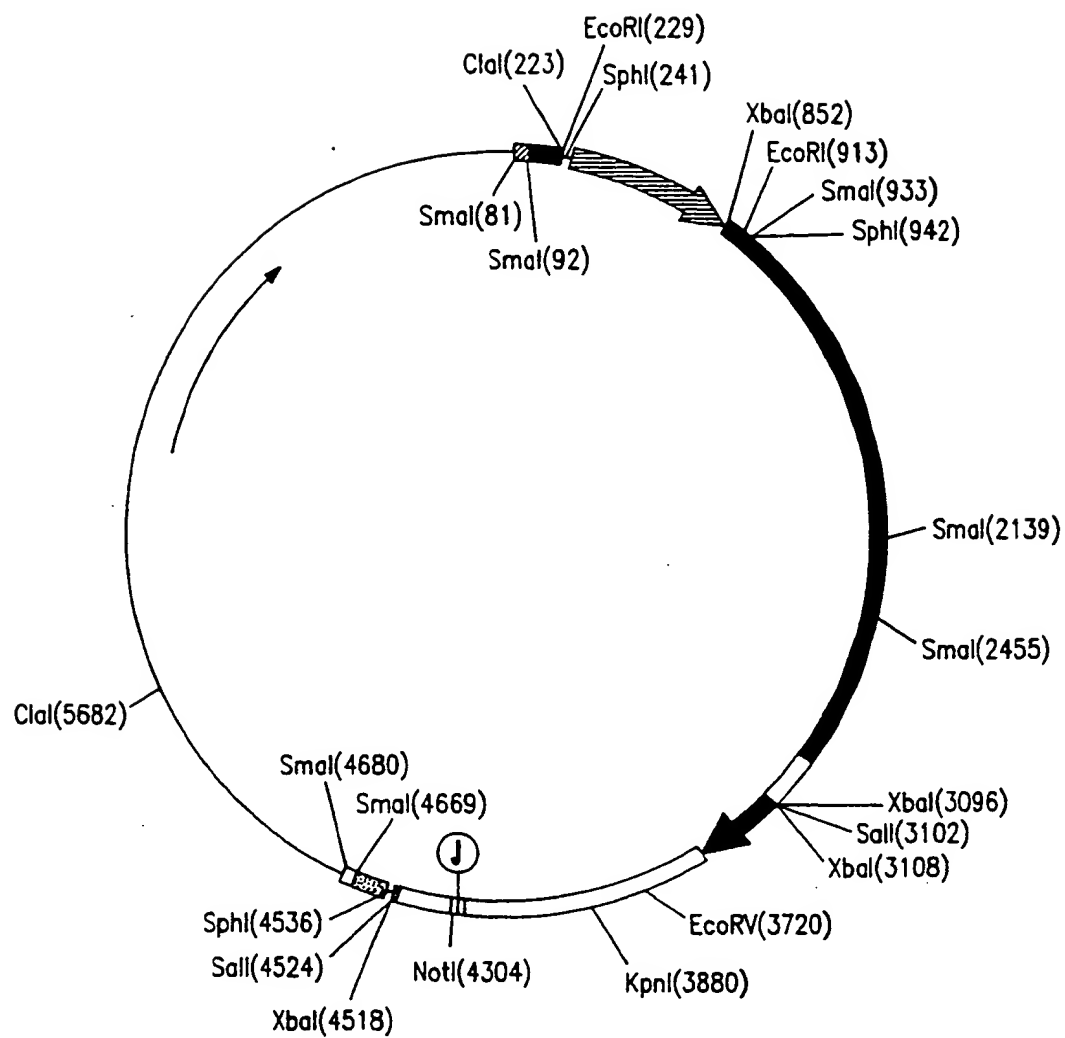 EcoRI(229)
ClaI(223)
SphI(241)
XbaI(852)
EcoRI(913)
SmaI(933)
SphI(942)
SmaI(81)
SmaI(92)
SmaI(2139)
SmaI(2455)
ClaI(5682)
SmaI(4680)
SmaI(4669)
XbaI(3096)
SalI(3102)
XbaI(3108)
J
SphI(4536)
EcoRV(3720)
SalI(4524)
NotI(4304)
KpnI(3880)
XbaI(4518)